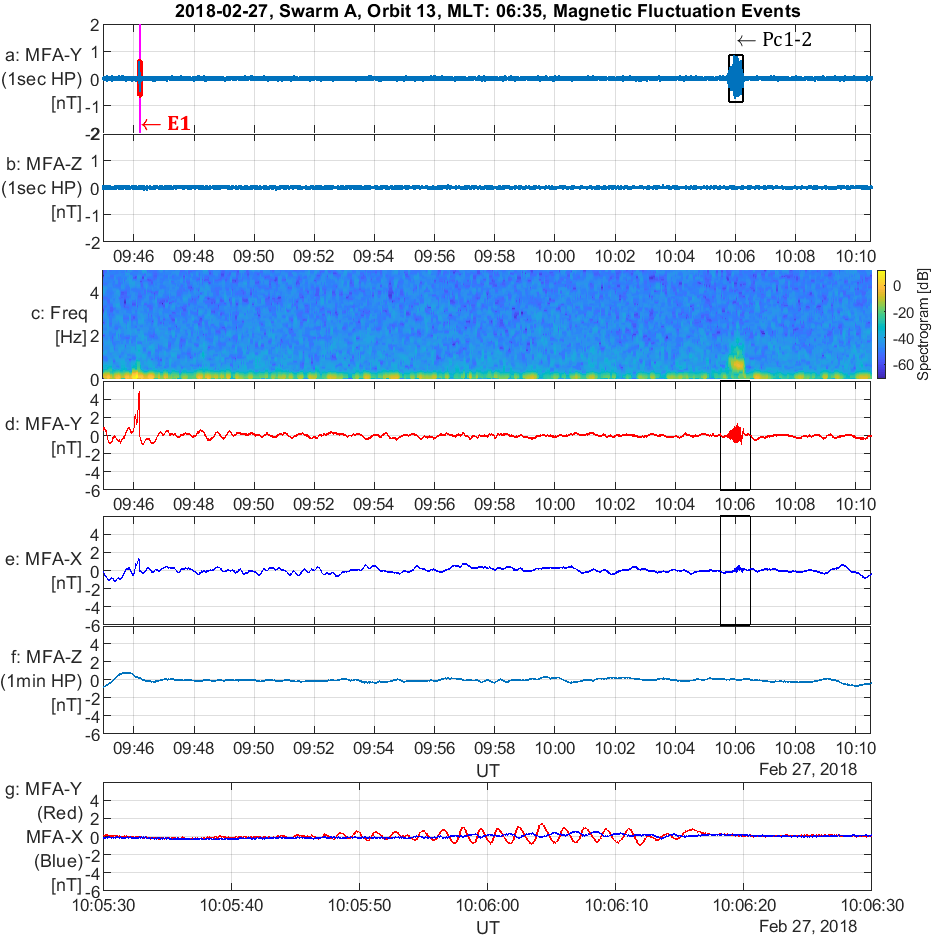 2018-02-27, Swarm A, Orbit 13, MLT: 06:35, Magnetic Fluctuation Events
a: MFA-Y
(1sec HP)
[nT]
2
1
0
-1
-2
← Pc1-2
← E1
b: MFA-Z
(1sec HP)
[nT]
2
1
0
-1
-2
09:46 09:48 09:50 09:52 09:54 09:56 09:58 10:00 10:02 10:04 10:06 10:08 10:10
c: Freq
[Hz]
4
2
0
0
-20
-40
-60
Spectrogram [dB]
d: MFA-Y
[nT]
4
2
0
-2
-4
-6
09:46 09:48 09:50 09:52 09:54 09:56 09:58 10:00 10:02 10:04 10:06 10:08 10:10
e: MFA-X
[nT]
4
2
0
-2
-4
-6
f: MFA-Z
(1min HP)
[nT]
4
2
0
-2
-4
-6
09:46 09:48 09:50 09:52 09:54 09:56 09:58 10:00 10:02 10:04 10:06 10:08 10:10
UT
Feb 27, 2018
g: MFA-Y
(Red)
MFA-X
(Blue)
[nT]
4
2
0
-2
-4
-6
10:05:30 10:05:40 10:05:50 10:06:00 10:06:10 10:06:20 10:06:30
UT
Feb 27, 2018